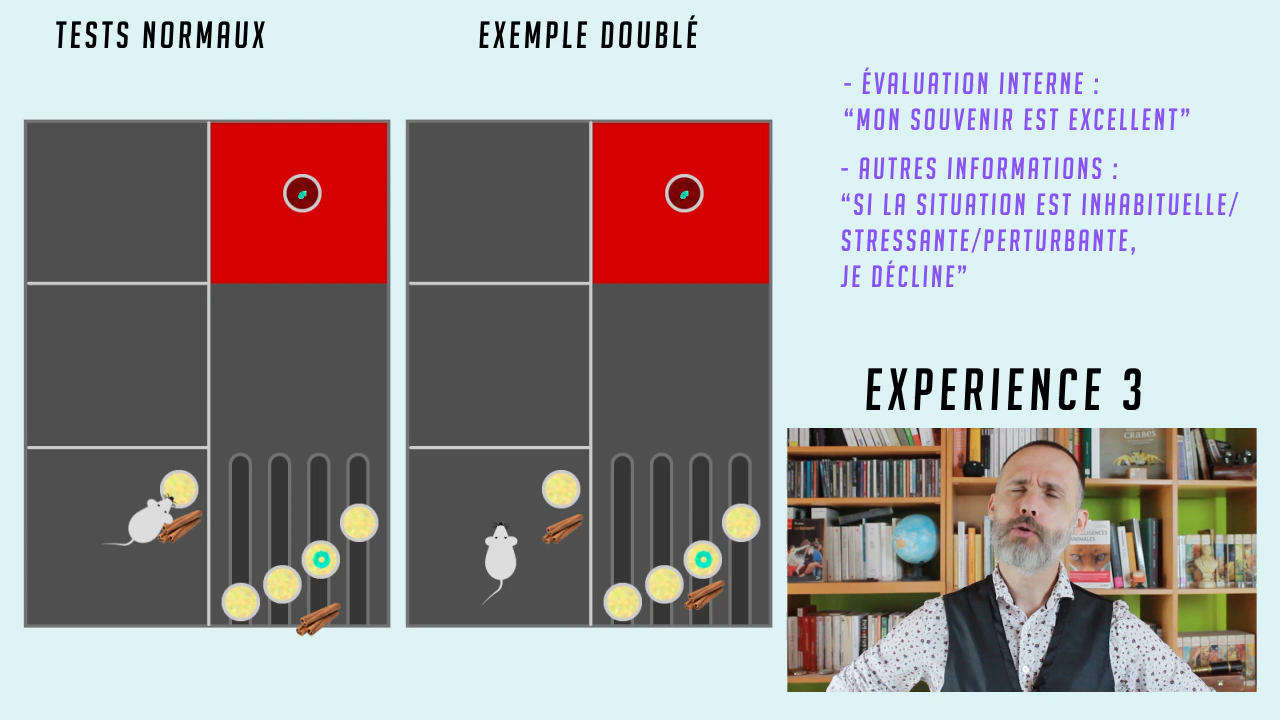 TESTS NORMAUX
EXEMPLE DOUBLÉ
- ÉVALUATION INTERNE :
“MON SOUVENIR EST EXCELLENT”
- AUTRES INFORMATIONS :
“SI LA SITUATION EST INHABITUELLE/
STRESSANTE/PERTURBANTE,
JE DÉCLINE”
EXPERIENCE 3
CRABES